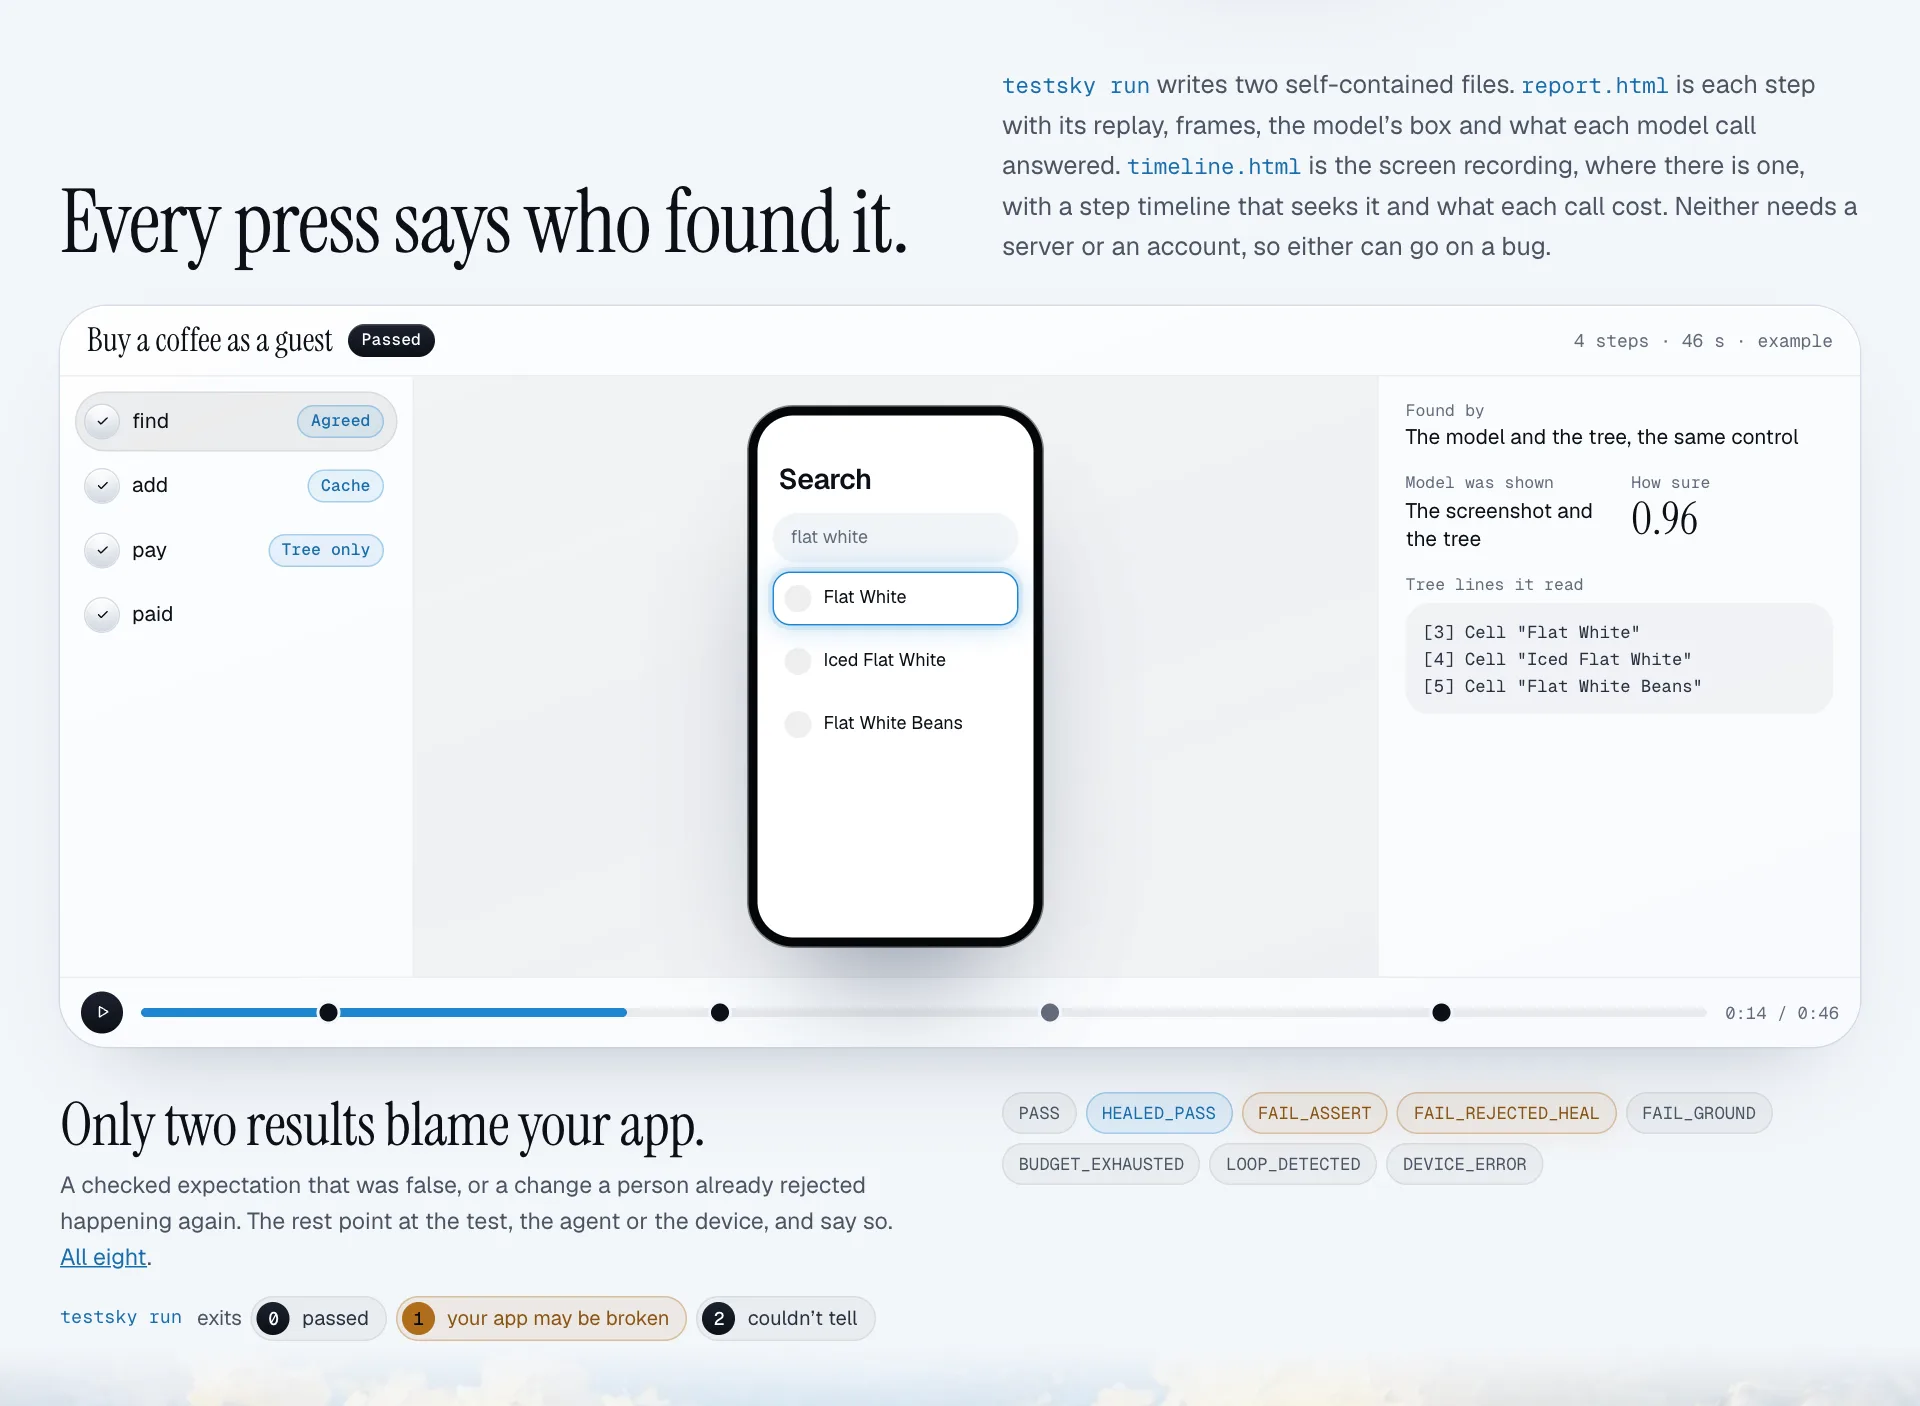 Every press says who found it.
testsky run writes two self-contained files. report.html is each step
with its replay, frames, the model’s box and what each model call
answered. timeline.html is the screen recording, where there is one,
with a step timeline that seeks it and what each call cost. Neither needs a
server or an account, so either can go on a bug.
Buy a coffee as a guest
Passed
4 steps · 46 s · example
find
Agreed
add
Cache
pay
Tree only
paid
Search
flat white
Flat White
Iced Flat White
Flat White Beans
Found by
The model and the tree, the same control
Model was shown
The screenshot and
the tree
How sure
0.96
Tree lines it read
[3] Cell "Flat White"
[4] Cell "Iced Flat White"
[5] Cell "Flat White Beans"
0:14 / 0:46
Only two results blame your app.
A checked expectation that was false, or a change a person already rejected
happening again. The rest point at the test, the agent or the device, and say so.
All eight.
testsky run exits 0 passed 1 your app may be broken 2 couldn’t tell
PASS HEALED_PASS FAIL_ASSERT FAIL_REJECTED_HEAL FAIL_GROUND
BUDGET_EXHAUSTED LOOP_DETECTED DEVICE_ERROR